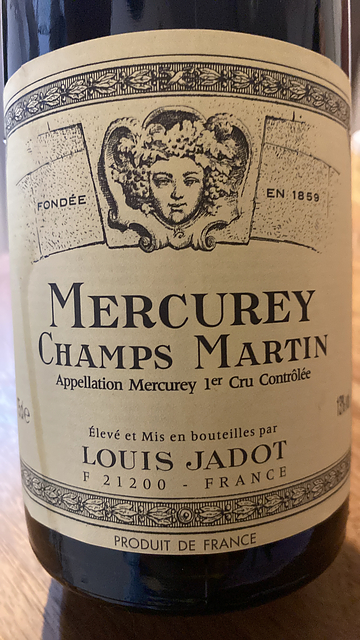 FONDÉE EN 1859
MERCUREY
CHAMPS MARTIN
Appellation Mercurey 1er Cru Contrôlée
Élevé et Mis en bouteilles par
LOUIS JADOT
F 21200 - FRANCE
PRODUIT DE FRANCE